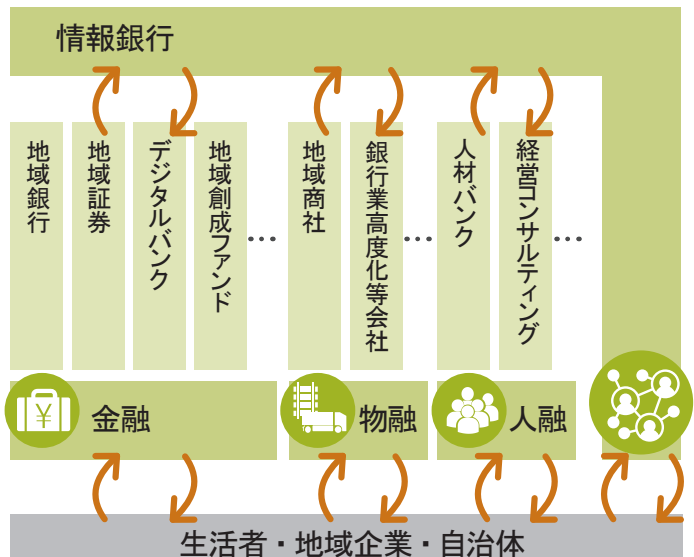 情報銀行
地域銀行
地域証券
デジタルバンク
地域創成ファンド
…
地域商社
銀行業高度化等会社
…
人材バンク
経営コンサルティング
…
¥
金融
物融
人融
生活者・地域企業・自治体